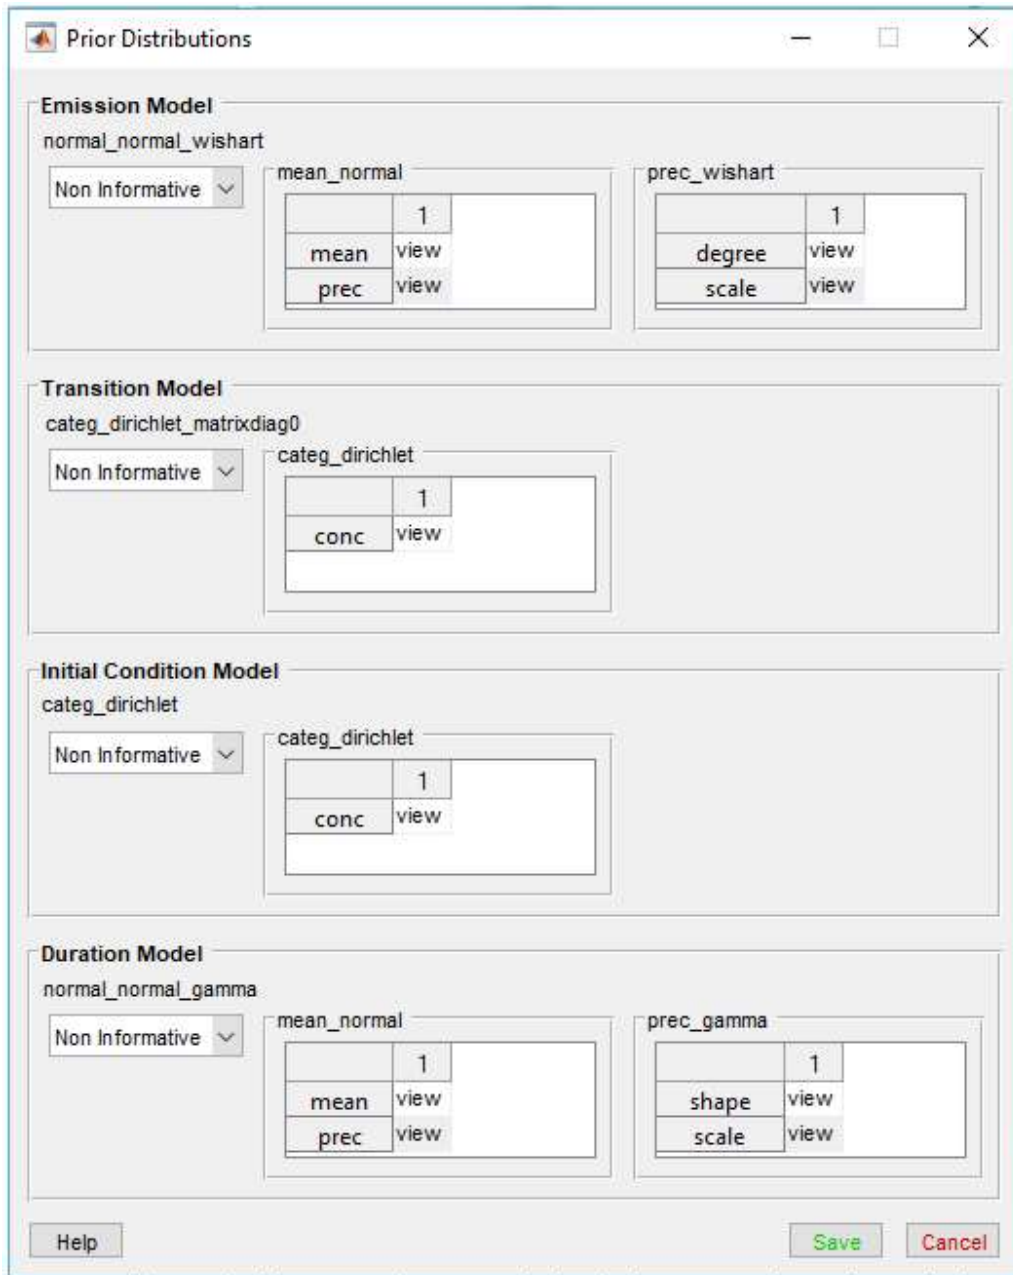 Prior Distributions
Emission Model
normal_normal_wishart
Non Informative
mean_normal
1
mean view
prec view
prec_wishart
1
degree view
scale view
Transition Model
categ_dirichlet_matrixdiag0
Non Informative
categ_dirichlet
1
conc view
Initial Condition Model
categ_dirichlet
Non Informative
categ_dirichlet
1
conc view
Duration Model
normal_normal_gamma
Non Informative
mean_normal
1
mean view
prec view
prec_gamma
1
shape view
scale view
Help Save Cancel